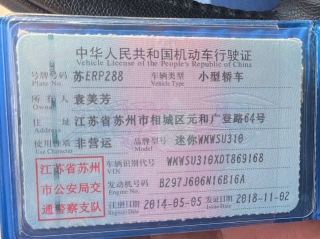 中华人民共和国机动车行驶证
Vehicle License of the People's Republic of China
号牌号码 苏ERP288 车辆类型 小型轿车
Plate No. Vehicle Type
所有人 袁美芳
Owner
住址 江苏省苏州市相城区元和广登路64号
Address
使用性质 非营运 品牌型号 迷你WMWSU310
Use Character Model
江苏省苏州市公安局交通警察支队
车辆识别代号 WMWSU310XDT869168
VIN
发动机号码 B297J606N16B16A
Engine No.
注册日期 2014-05-05 发证日期 2018-11-02
Register Date Issue Date